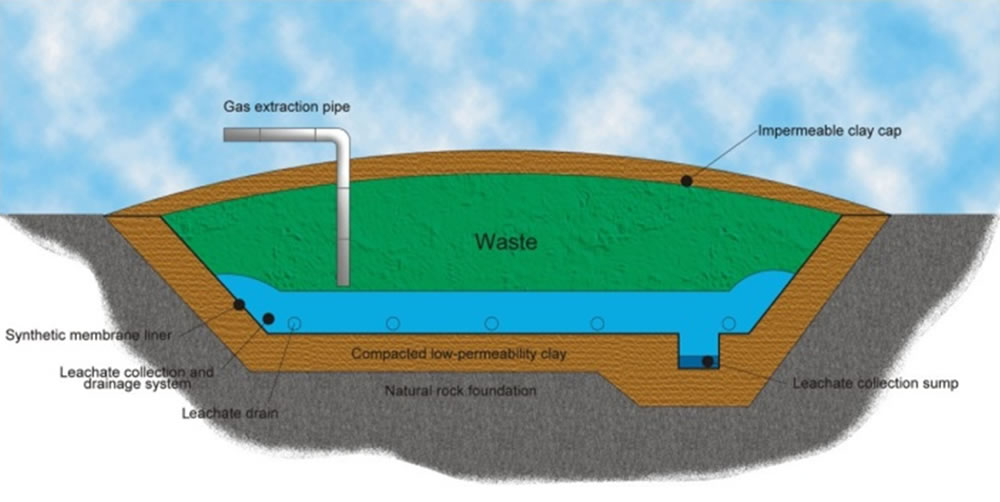 Gas extraction pipe
Impermeable clay cap
Waste
Synthetic membrane liner
Compacted low-permeability clay
Leachate collection and
drainage system
Leachate collection sump
Natural rock foundation
Leachate drain